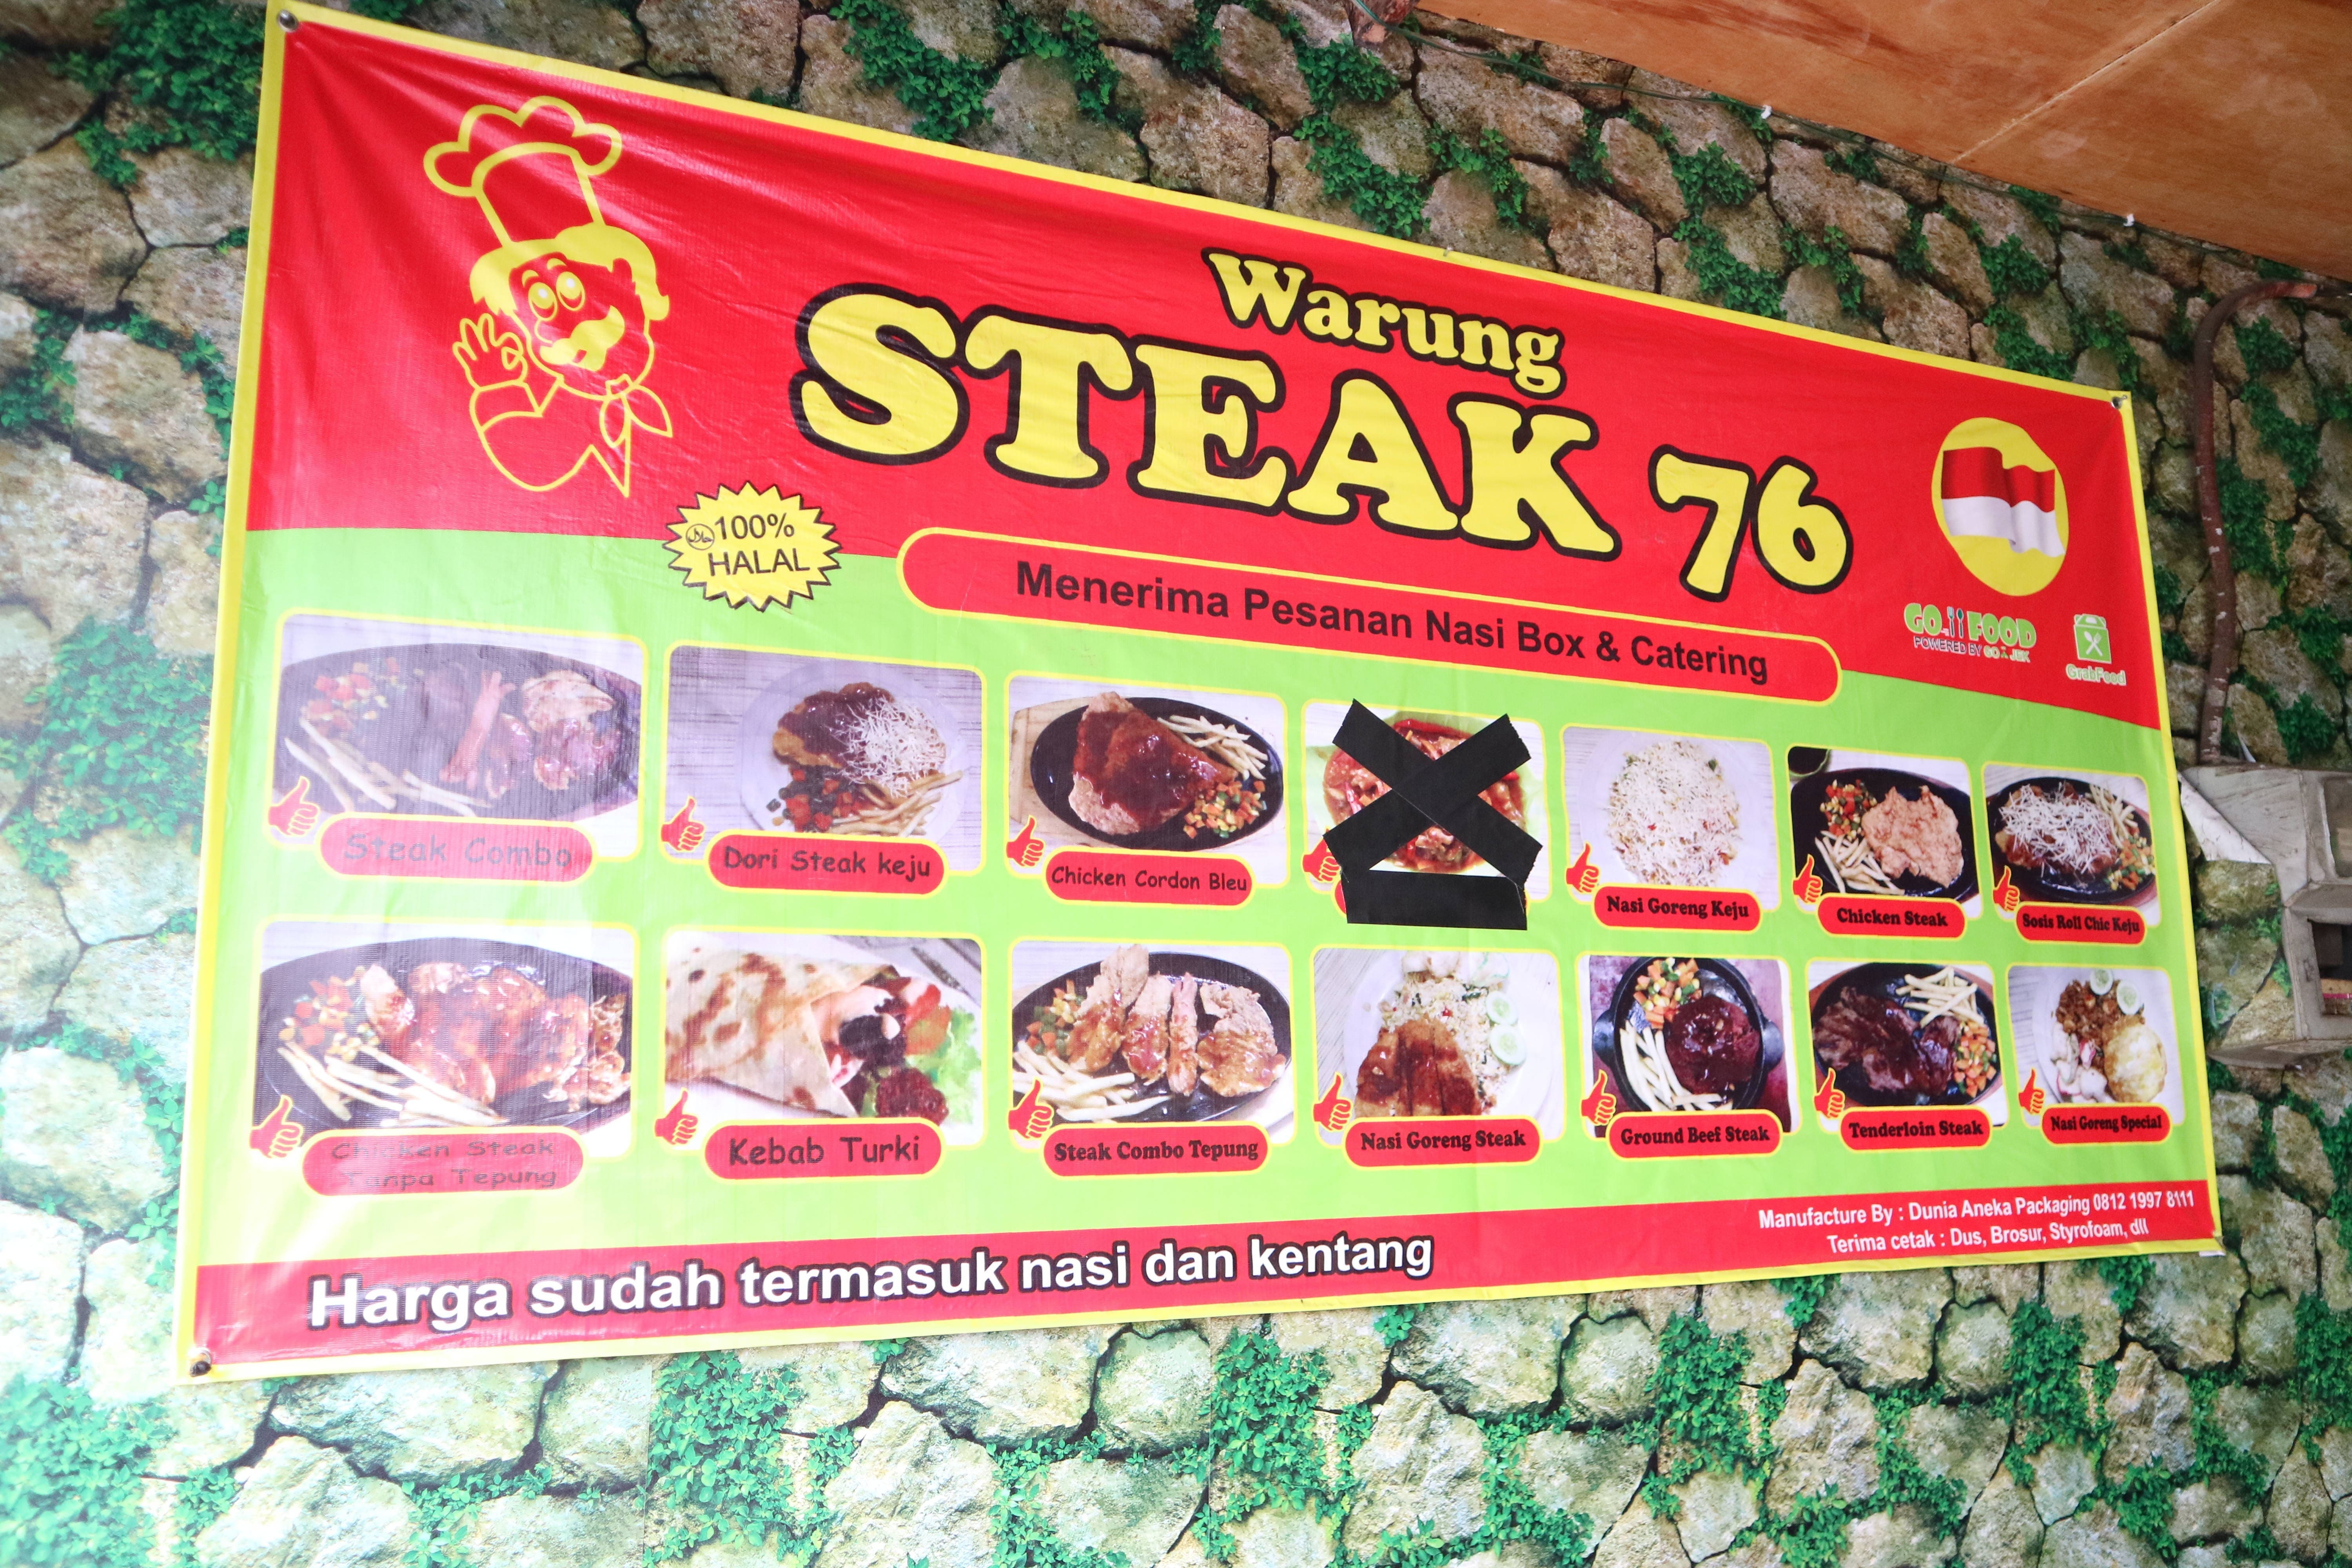 Warung
STEAK 76
100%
HALAL
Menerima Pesanan Nasi Box & Catering
GO FOOD
POWERED BY GO JEK
GrabFood
Steak Combo
Dori Steak keju
Chicken Cordon Bleu
Nasi Goreng Keju
Chicken Steak
Sosis Roll Chic Keju
Chicken Steak
Tanpa Tepung
Kebab Turki
Steak Combo Tepung
Nasi Goreng Steak
Ground Beef Steak
Tenderloin Steak
Nasi Goreng Special
Harga sudah termasuk nasi dan kentang
Manufacture By : Dunia Aneka Packaging 0812 1997 8111
Terima cetak : Dus, Brosur, Styrofoam, dll